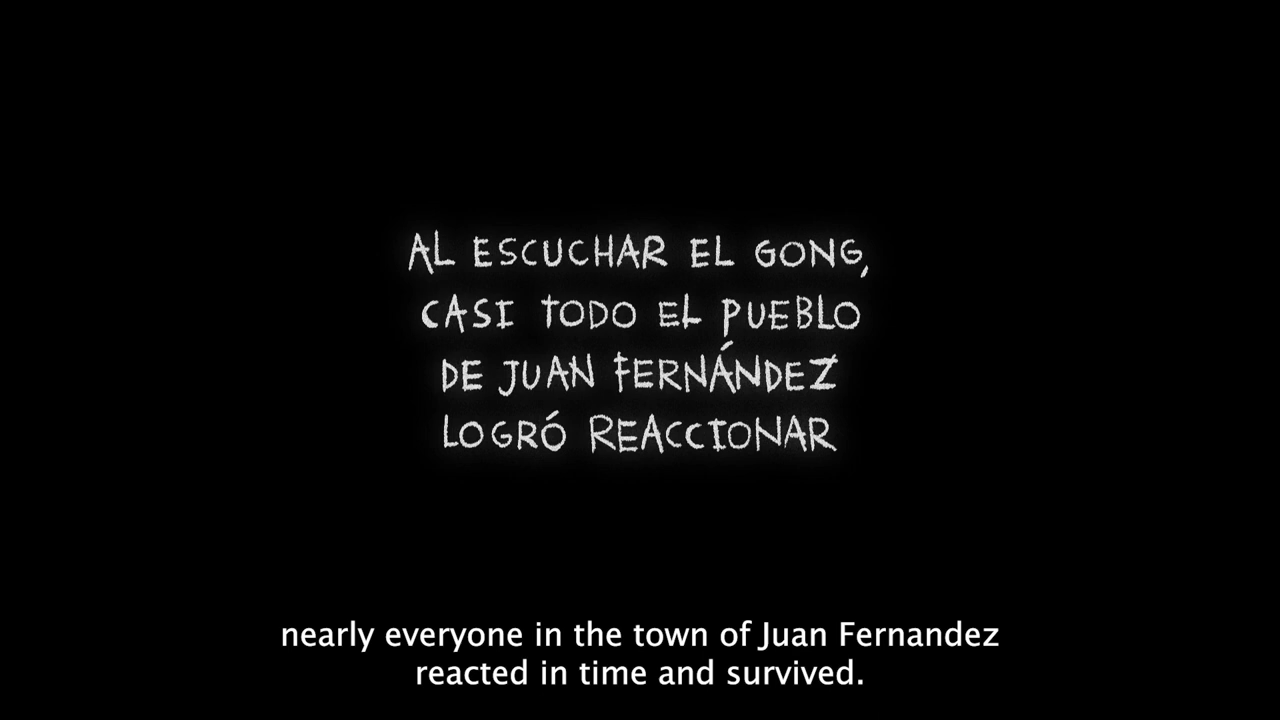 AL ESCUCHAR EL GONG,
CASI TODO EL PUEBLO
DE JUAN FERNÁNDEZ
LOGRÓ REACCIONAR
nearly everyone in the town of Juan Fernandez
reacted in time and survived.